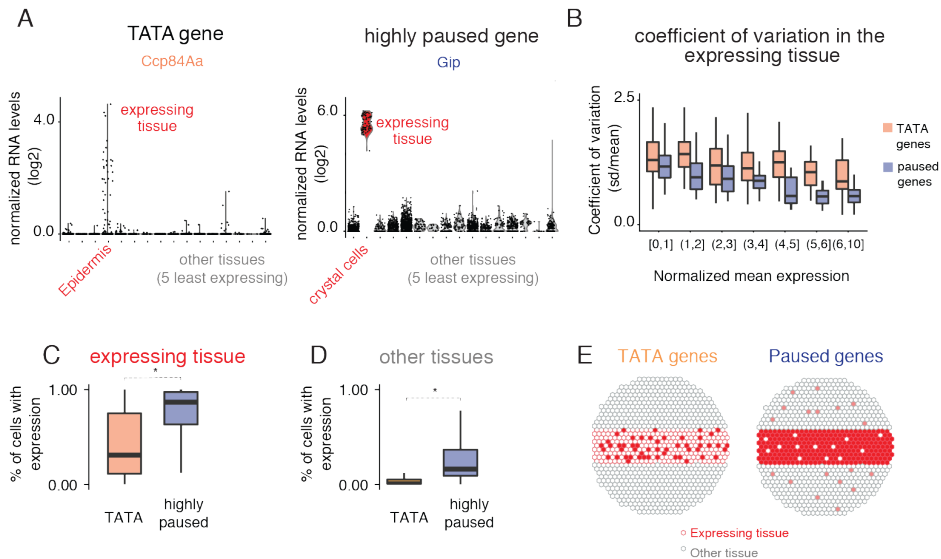 A
TATA gene
Ccp84Aa
normalized RNA levels
(log2)
4.0
0.0
expressing
tissue
Epidermis
other tissues
(5 least expressing)
highly paused gene
Gip
normalized RNA levels
(log2)
6.0
0.0
expressing
tissue
crystal cells
other tissues
(5 least expressing)
B
coefficient of variation in the
expressing tissue
Coefficient of variation
(sd/mean)
2.5
0.0
TATA
genes
paused
genes
[0,1] (1,2] (2,3] (3,4] (4,5] (5,6] (6,10]
Normalized mean expression
C
expressing tissue
% of cells with
expression
1.00
0.00
*
TATA
highly
paused
D
other tissues
% of cells with
expression
1.00
0.00
*
TATA
highly
paused
E
TATA genes
Paused genes
Expressing tissue
Other tissue